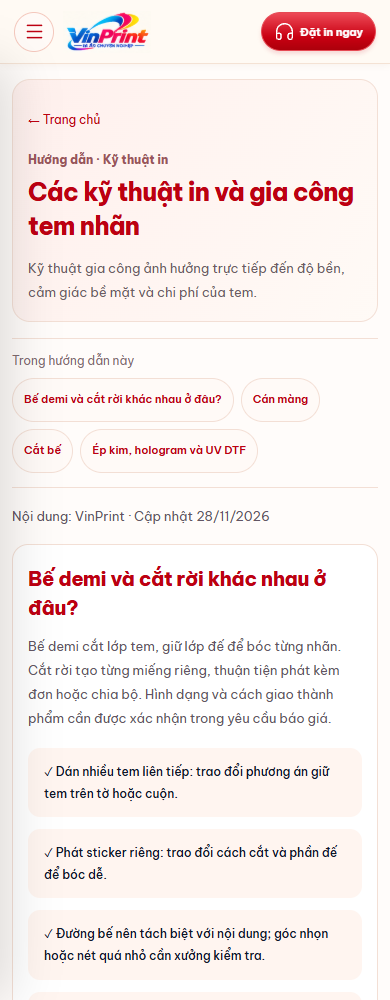 VinPrint
IN ẤN CHUYÊN NGHIỆP
Đặt in ngay
← Trang chủ
Hướng dẫn · Kỹ thuật in
Các kỹ thuật in và gia công
tem nhãn
Kỹ thuật gia công ảnh hưởng trực tiếp đến độ bền,
cảm giác bề mặt và chi phí của tem.
Trong hướng dẫn này
Bế demi và cắt rời khác nhau ở đâu?
Cán màng
Cắt bế
Ép kim, hologram và UV DTF
Nội dung: VinPrint · Cập nhật 28/11/2026
Bế demi và cắt rời khác nhau ở
đâu?
Bế demi cắt lớp tem, giữ lớp đế để bóc từng nhãn.
Cắt rời tạo từng miếng riêng, thuận tiện phát kèm
đơn hoặc chia bộ. Hình dạng và cách giao thành
phẩm cần được xác nhận trong yêu cầu báo giá.
✓ Dán nhiều tem liên tiếp: trao đổi phương án giữ
tem trên tờ hoặc cuộn.
✓ Phát sticker riêng: trao đổi cách cắt và phần đế
để bóc dễ.
✓ Đường bế nên tách biệt với nội dung; góc nhọn
hoặc nét quá nhỏ cần xưởng kiểm tra.